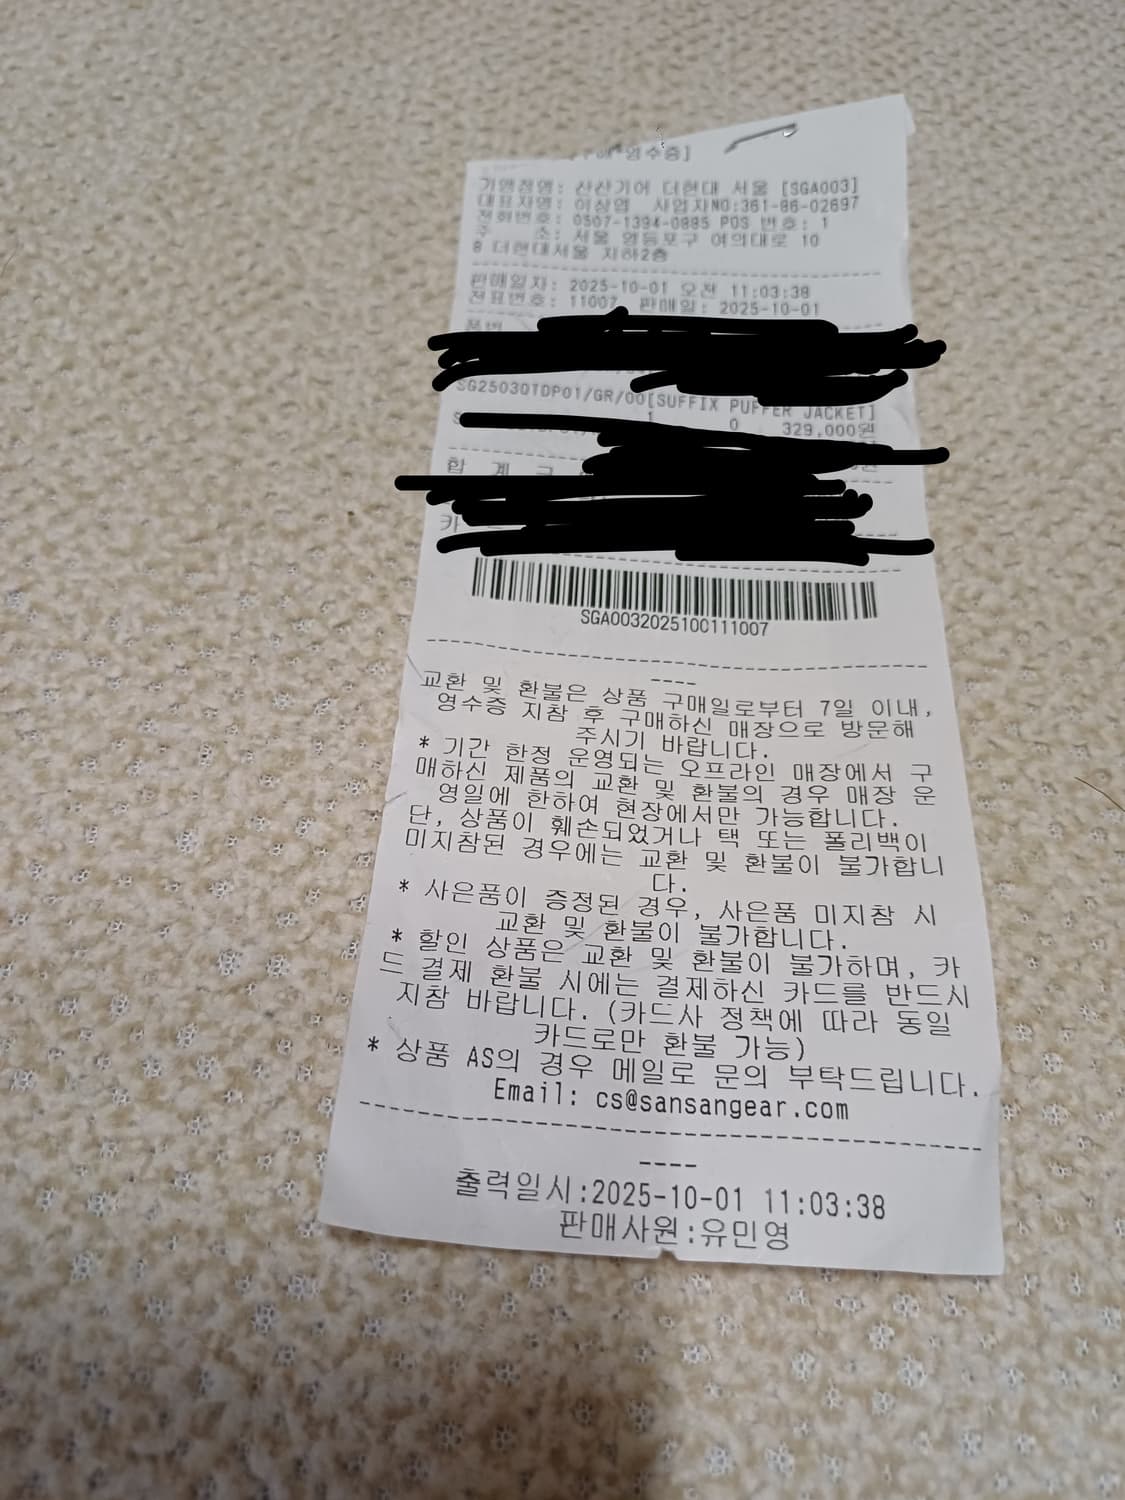 영수증]
가맹점명: 산산기어 더현대 서울 [SGA003]
대표자명: 이상엽 사업자NO:361-86-02697
전화번호: 0507-1394-0885 POS 번호: 1
주 소: 서울 영등포구 여의대로 10
8 더현대서울 지하2층
판매일자: 2025-10-01 오전 11:03:38
전표번호: 11007 판매일: 2025-10-01
품번
SG2503OTDP01/GR/00[SUFFIX PUFFER JACKET]
1 0 329,000원
합 계
SGA0032025100111007
교환 및 환불은 상품 구매일로부터 7일 이내,
영수증 지참 후 구매하신 매장으로 방문해
주시기 바랍니다.
* 기간 한정 운영되는 오프라인 매장에서 구
매하신 제품의 교환 및 환불의 경우 매장 운
영일에 한하여 현장에서만 가능합니다.
단, 상품이 훼손되었거나 택 또는 폴리백이
미지참된 경우에는 교환 및 환불이 불가합니
다.
* 사은품이 증정된 경우, 사은품 미지참 시
교환 및 환불이 불가합니다.
* 할인 상품은 교환 및 환불이 불가하며, 카
드 결제 환불 시에는 결제하신 카드를 반드시
지참 바랍니다. (카드사 정책에 따라 동일
카드로만 환불 가능)
* 상품 AS의 경우 메일로 문의 부탁드립니다.
Email: cs@sansangear.com
출력일시:2025-10-01 11:03:38
판매사원:유민영